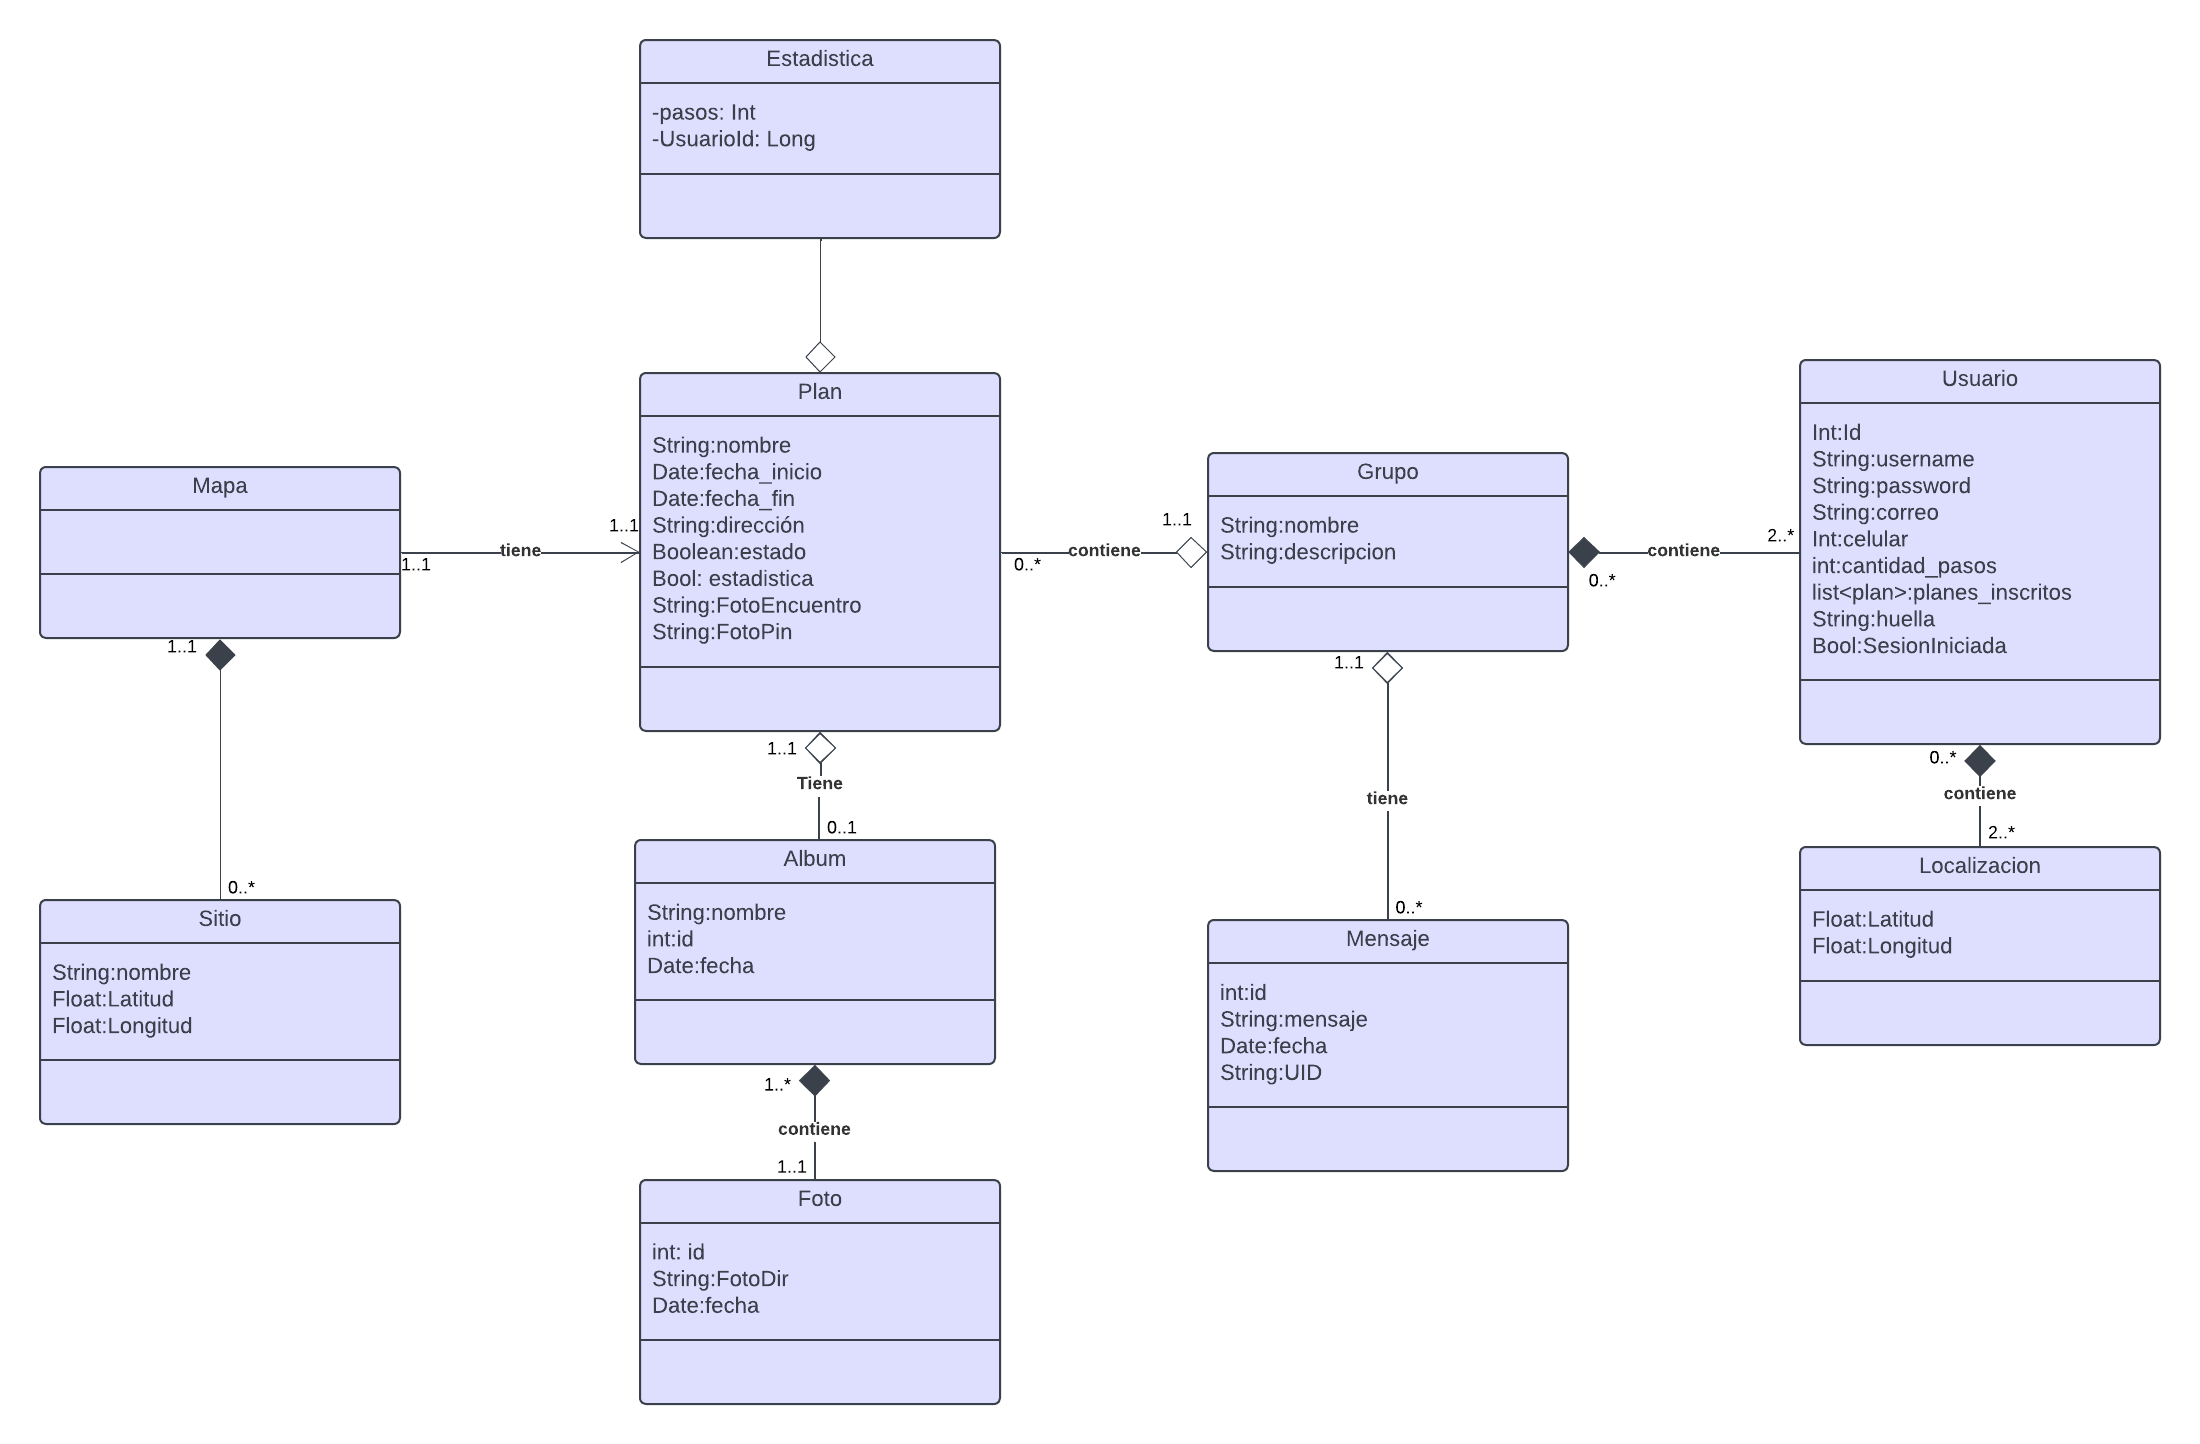 Estadistica
-pasos: Int
-UsuarioId: Long
Plan
String:nombre
Date:fecha_inicio
Date:fecha_fin
String:dirección
Boolean:estado
Bool: estadistica
String:FotoEncuentro
String:FotoPin
Mapa
1..1
tiene
1..1
1..1
0..*
Sitio
String:nombre
Float:Latitud
Float:Longitud
0..*
contiene
1..1
Grupo
String:nombre
String:descripcion
0..*
contiene
2..*
Usuario
Int:Id
String:username
String:password
String:correo
Int:celular
int:cantidad_pasos
list<plan>:planes_inscritos
String:huella
Bool:SesionIniciada
1..1
Tiene
0..1
Album
String:nombre
int:id
Date:fecha
1..*
contiene
1..1
Foto
int: id
String:FotoDir
Date:fecha
1..1
tiene
0..*
Mensaje
int:id
String:mensaje
Date:fecha
String:UID
0..*
contiene
2..*
Localizacion
Float:Latitud
Float:Longitud